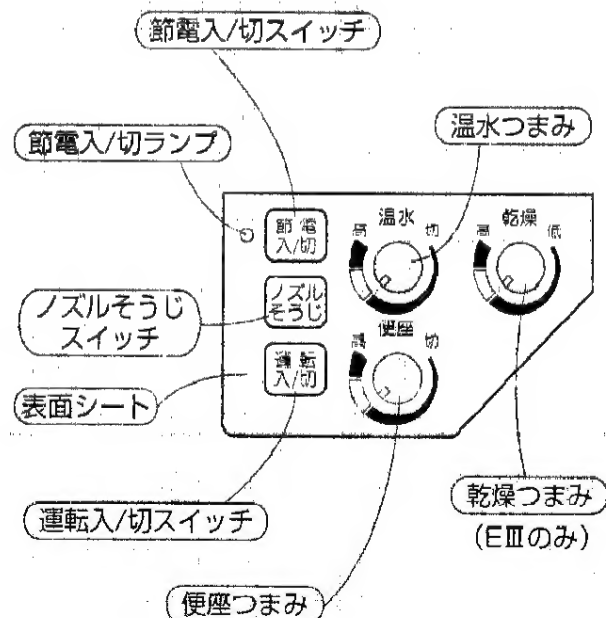 節電入/切スイッチ
節電入/切ランプ
温水つまみ
節電
入/切
温水
高
切
乾燥
高
低
ノズル
そうじ
ノズルそうじ
スイッチ
便座
高
切
運転
入/切
表面シート
運転入/切スイッチ
乾燥つまみ
(EⅢのみ)
便座つまみ